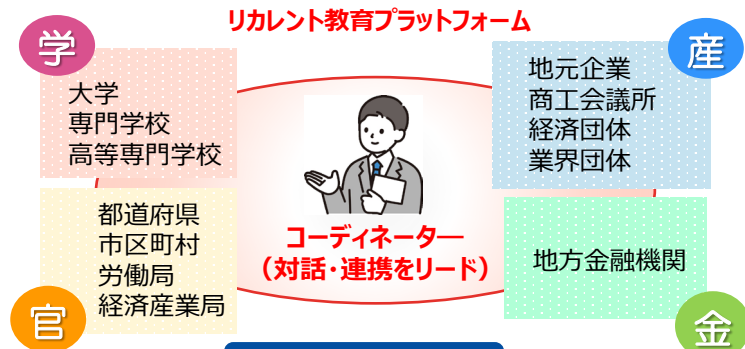 リカレント教育プラットフォーム
学
大学
専門学校
高等専門学校
産
地元企業
商工会議所
経済団体
業界団体
コーディネーター
（対話・連携をリード）
都道府県
市区町村
労働局
経済産業局
官
地方金融機関
金